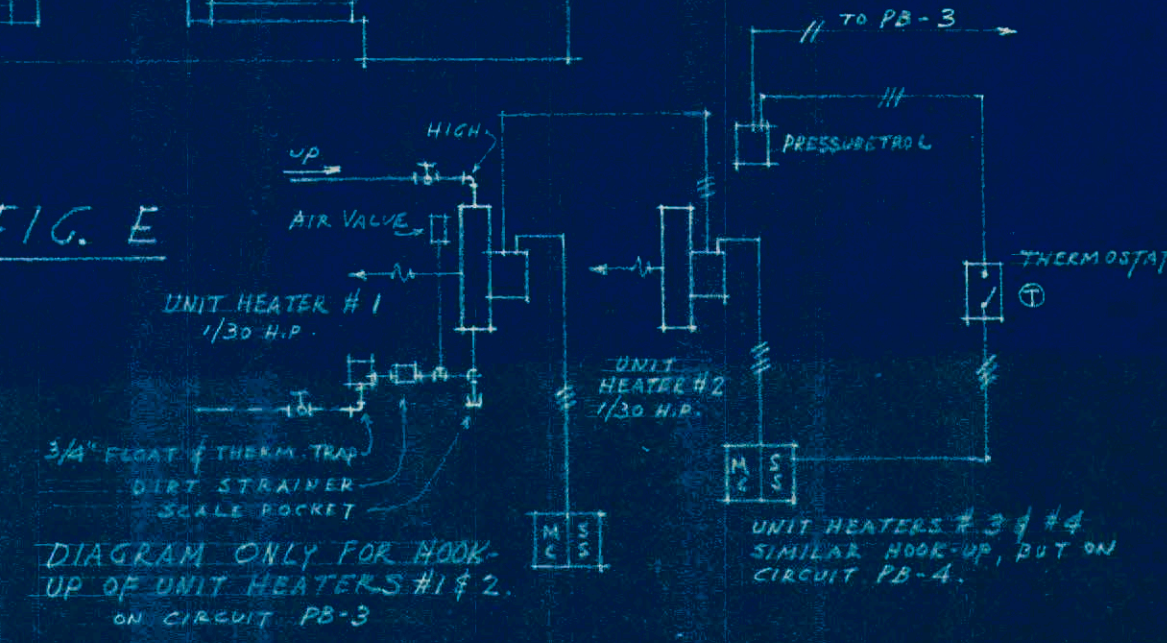 TO PB-3
HIGH
UP
PRESSURETROL
AIR VALVE
FIG. E
THERMOSTAT
T
UNIT HEATER #1
1/30 H.P.
UNIT
HEATER #2
1/30 H.P.
3/4" FLOAT & THERM. TRAP
DIRT STRAINER
SCALE POCKET
M S
C S
M S
C S
UNIT HEATERS #3 & #4
SIMILAR HOOK-UP, BUT ON
CIRCUIT PB-4.
DIAGRAM ONLY FOR HOOK-
UP OF UNIT HEATERS #1 & 2.
ON CIRCUIT PB-3